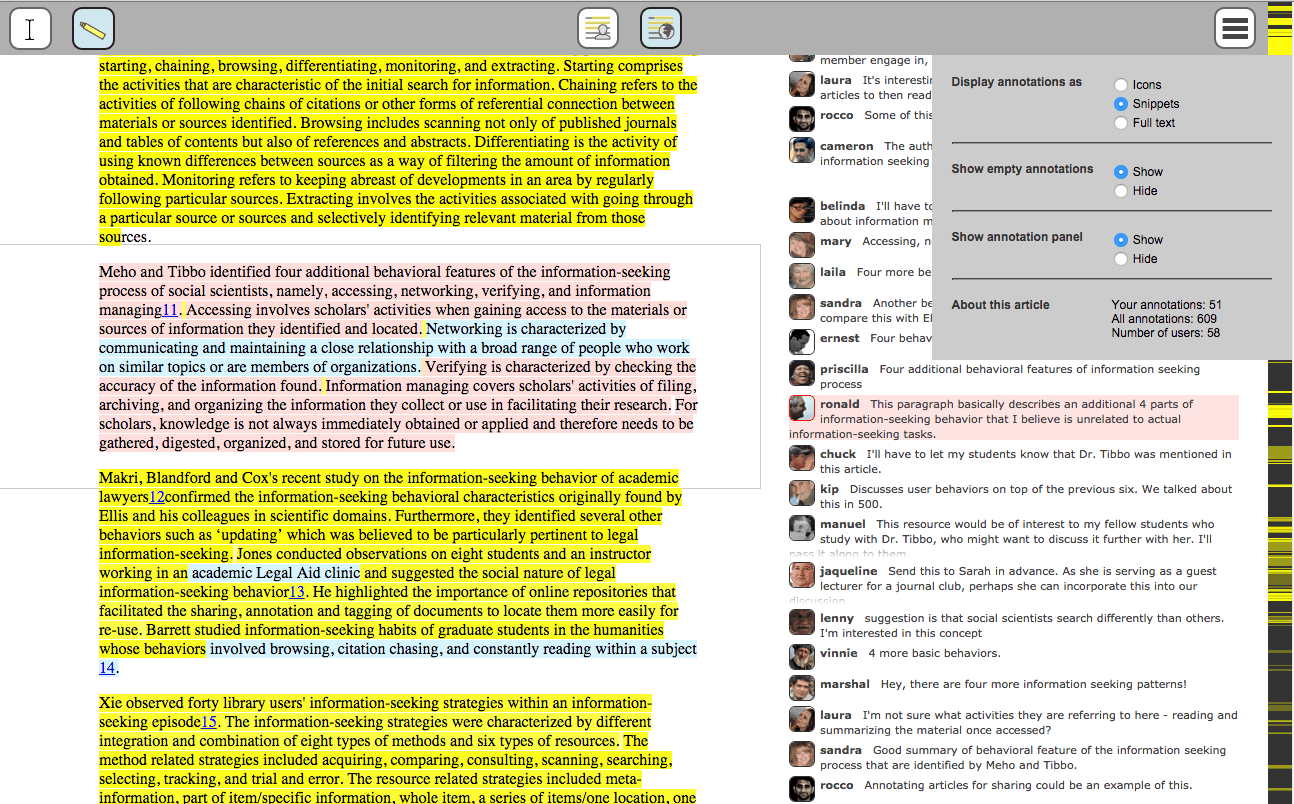 starting, chaining, browsing, differentiating, monitoring, and extracting. Starting comprises
the activities that are characteristic of the initial search for information. Chaining refers to the
activities of following chains of citations or other forms of referential connection between
materials or sources identified. Browsing includes scanning not only of published journals
and tables of contents but also of references and abstracts. Differentiating is the activity of
using known differences between sources as a way of filtering the amount of information
obtained. Monitoring refers to keeping abreast of developments in an area by regularly
following particular sources. Extracting involves the activities associated with going through
a particular source or sources and selectively identifying relevant material from those
sources.
Meho and Tibbo identified four additional behavioral features of the information-seeking
process of social scientists, namely, accessing, networking, verifying, and information
managing11. Accessing involves scholars' activities when gaining access to the materials or
sources of information they identified and located. Networking is characterized by
communicating and maintaining a close relationship with a broad range of people who work
on similar topics or are members of organizations. Verifying is characterized by checking the
accuracy of the information found. Information managing covers scholars' activities of filing,
archiving, and organizing the information they collect or use in facilitating their research. For
scholars, knowledge is not always immediately obtained or applied and therefore needs to be
gathered, digested, organized, and stored for future use.
Makri, Blandford and Cox's recent study on the information-seeking behavior of academic
lawyers12confirmed the information-seeking behavioral characteristics originally found by
Ellis and his colleagues in scientific domains. Furthermore, they identified several other
behaviors such as ‘updating’ which was believed to be particularly pertinent to legal
information-seeking. Jones conducted observations on eight students and an instructor
working in an academic Legal Aid clinic and suggested the social nature of legal
information-seeking behavior13. He highlighted the importance of online repositories that
facilitated the sharing, annotation and tagging of documents to locate them more easily for
re-use. Barrett studied information-seeking habits of graduate students in the humanities
whose behaviors involved browsing, citation chasing, and constantly reading within a subject
14.
Xie observed forty library users' information-seeking strategies within an information-
seeking episode15. The information-seeking strategies were characterized by different
integration and combination of eight types of methods and six types of resources. The
method related strategies included acquiring, comparing, consulting, scanning, searching,
selecting, tracking, and trial and error. The resource related strategies included meta-
information, part of item/specific information, whole item, a series of items/one location, one
member engage in,
laura It's interesti
articles to then read
rocco Some of this
cameron The auth
information seeking
belinda I'll have to
about information m
mary Accessing, n
laila Four more be
sandra Another be
compare this with El
ernest Four behav
priscilla Four additional behavioral features of information seeking
process
ronald This paragraph basically describes an additional 4 parts of
information-seeking behavior that I believe is unrelated to actual
information-seeking tasks.
chuck I'll have to let my students know that Dr. Tibbo was mentioned in
this article.
kip Discusses user behaviors on top of the previous six. We talked about
this in 500.
manuel This resource would be of interest to my fellow students who
study with Dr. Tibbo, who might want to discuss it further with her. I'll
pass it along to them.
jaqueline Send this to Sarah in advance. As she is serving as a guest
lecturer for a journal club, perhaps she can incorporate this into our
discussion
lenny suggestion is that social scientists search differently than others.
I'm interested in this concept
vinnie 4 more basic behaviors.
marshal Hey, there are four more information seeking patterns!
laura I'm not sure what activities they are referring to here - reading and
summarizing the material once accessed?
sandra Good summary of behavioral feature of the information seeking
process that are identified by Meho and Tibbo.
rocco Annotating articles for sharing could be an example of this.
Display annotations as
Icons
Snippets
Full text
Show empty annotations
Show
Hide
Show annotation panel
Show
Hide
About this article
Your annotations: 51
All annotations: 609
Number of users: 58